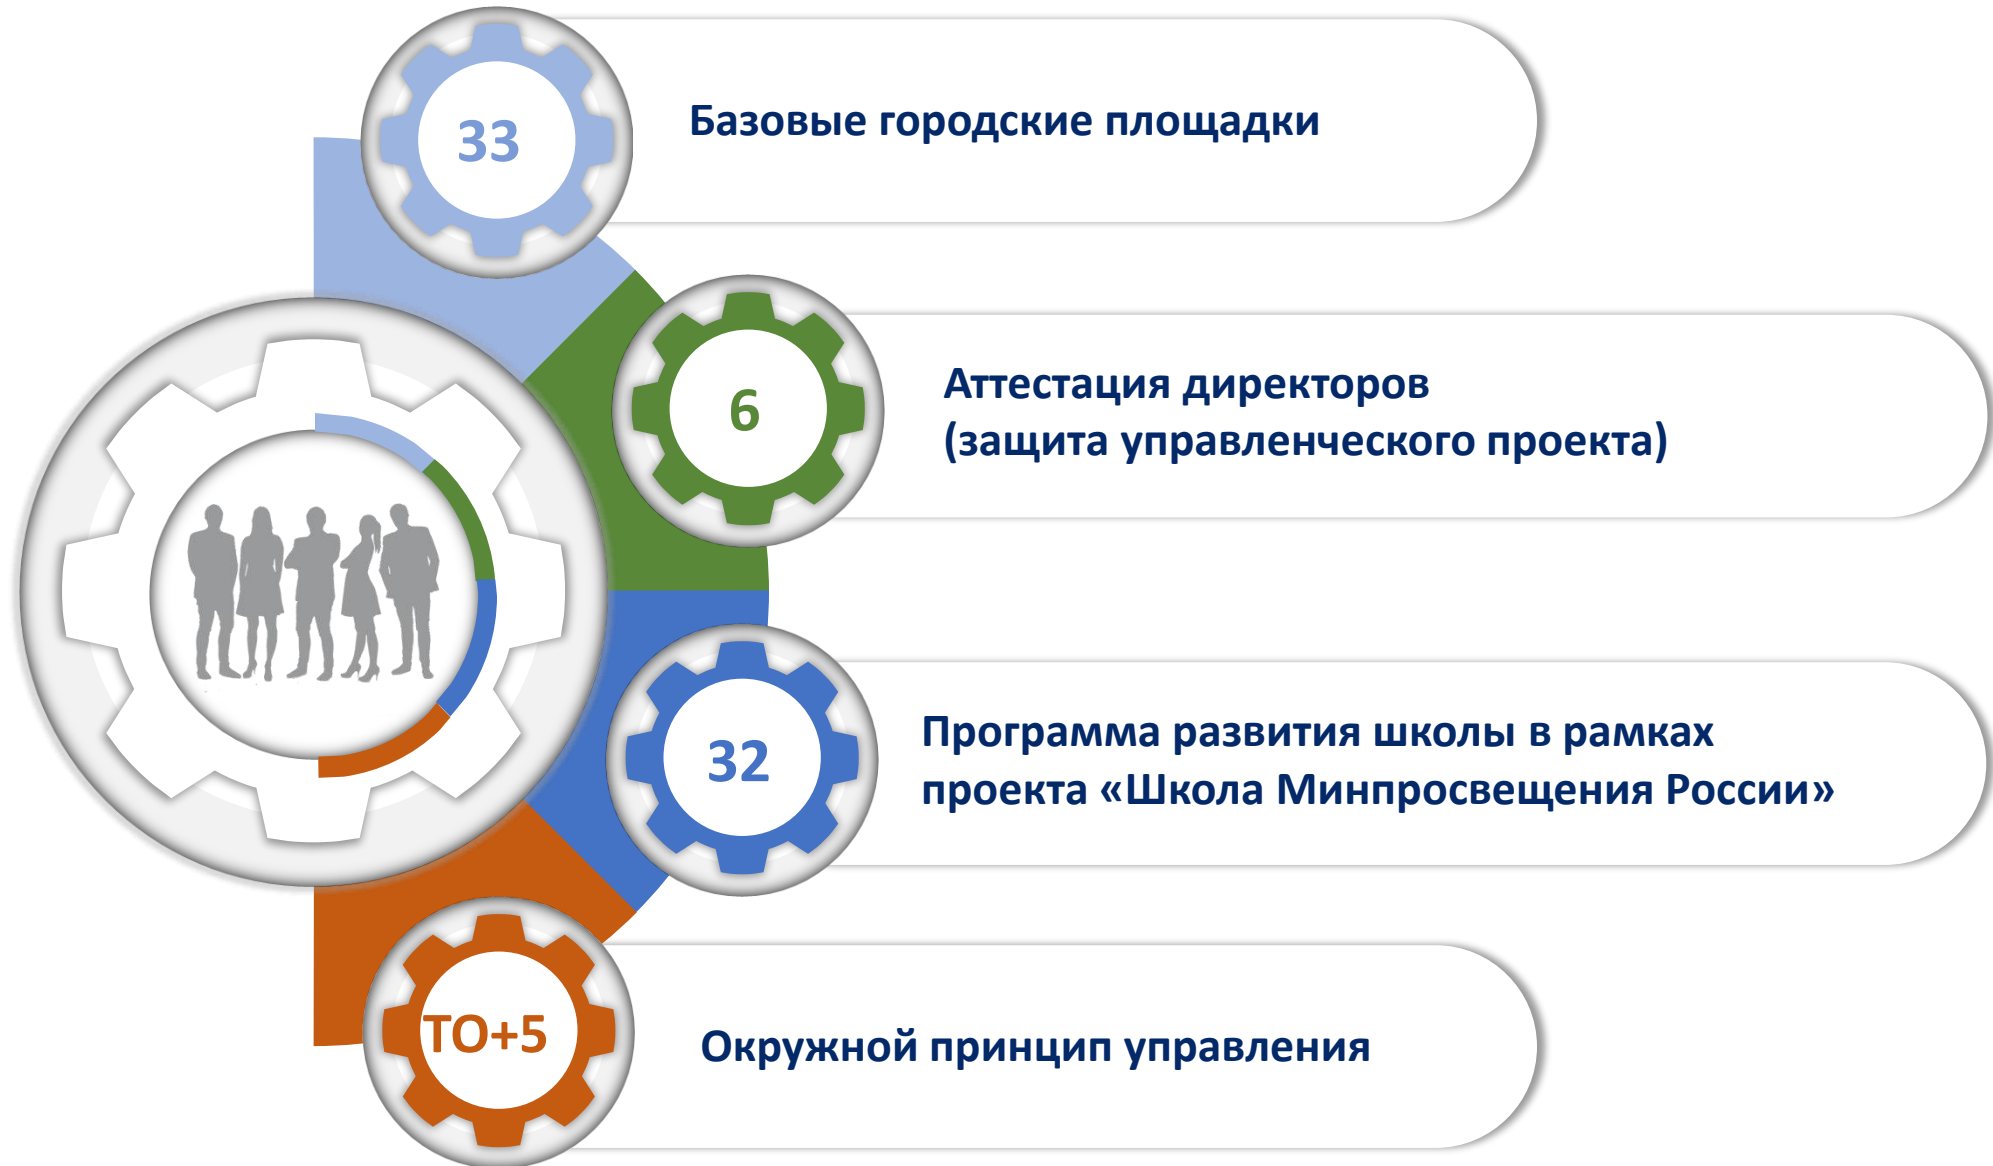 33
Базовые городские площадки
6
Аттестация директоров
(защита управленческого проекта)
32
Программа развития школы в рамках
проекта «Школа Минпросвещения России»
ТО+5
Окружной принцип управления